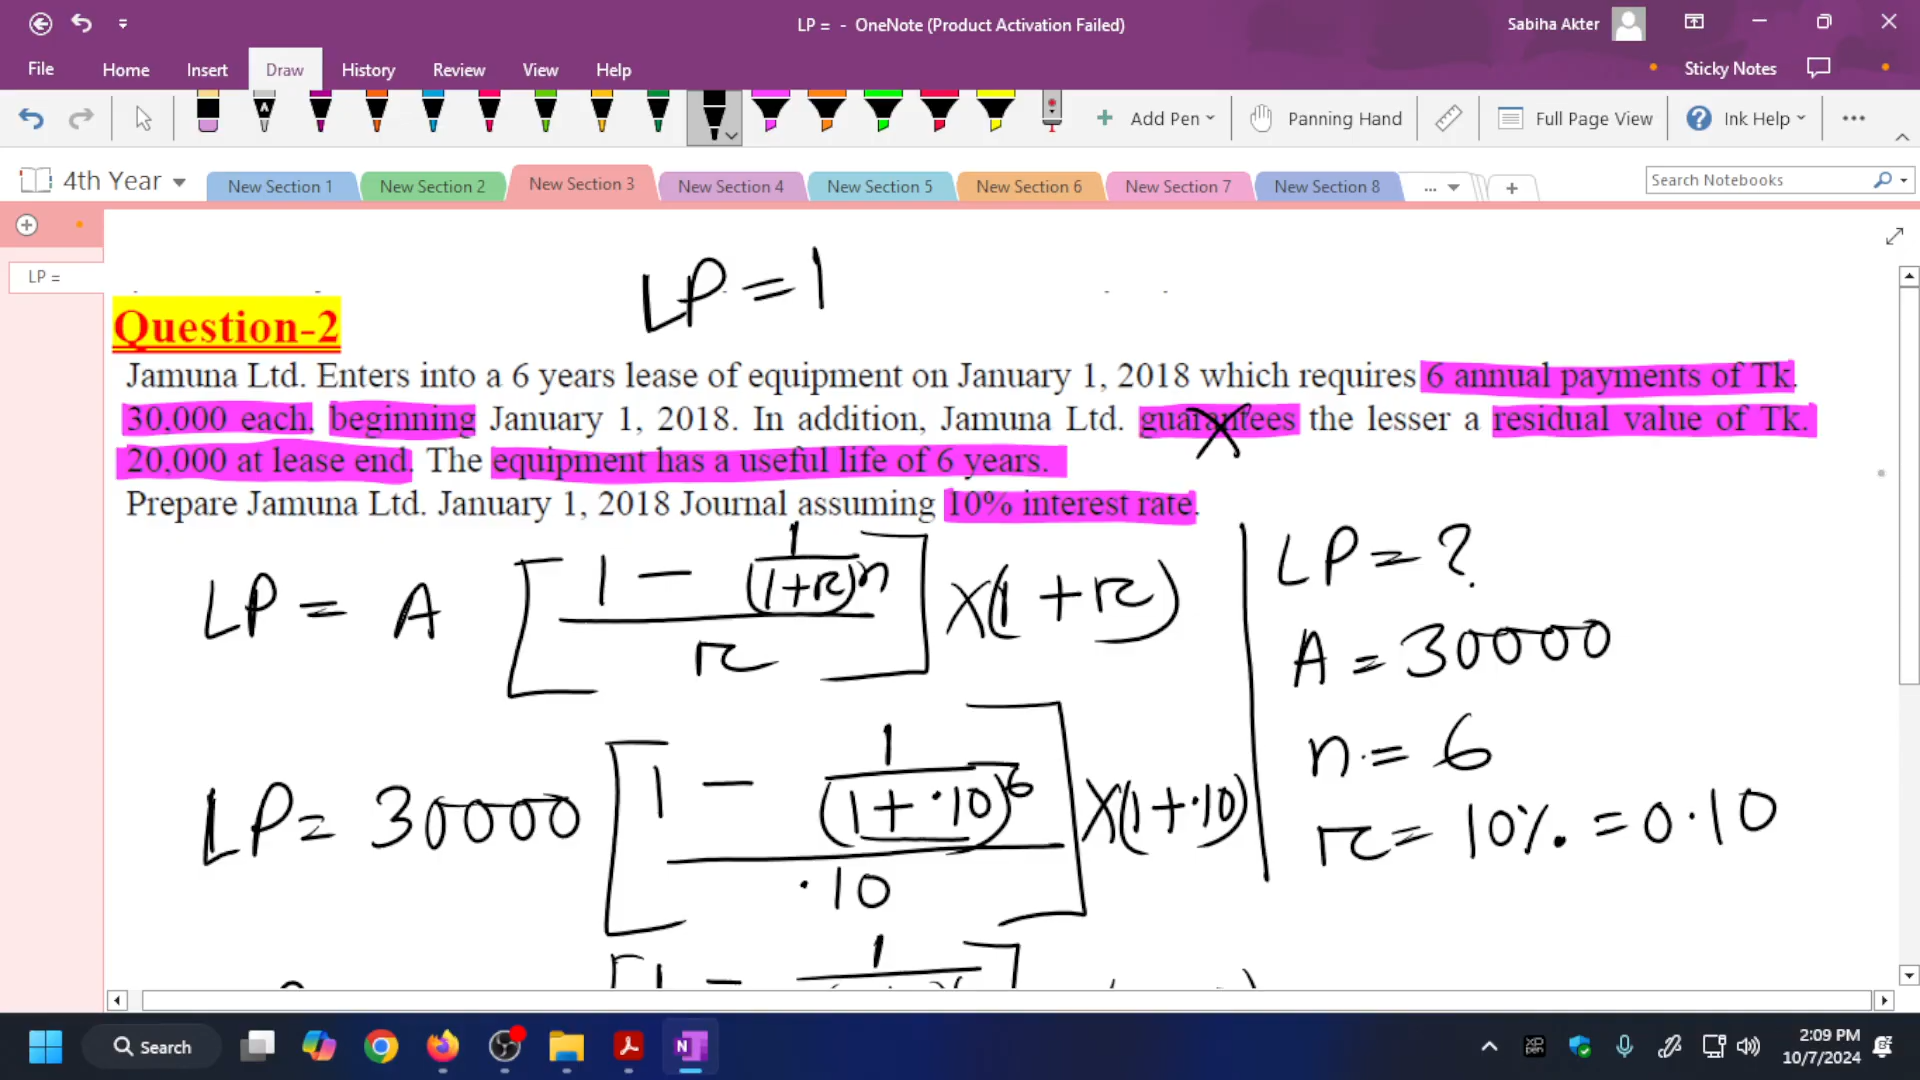 LP = - OneNote (Product Activation Failed)
Sabiha Akter
File Home Insert Draw History Review View Help
Sticky Notes
A
Add Pen
Panning Hand
Full Page View
Ink Help
4th Year
New Section 1 New Section 2 New Section 3 New Section 4 New Section 5 New Section 6 New Section 7 New Section 8 ...
Search Notebooks
LP =
LP = 1
Question-2
Jamuna Ltd. Enters into a 6 years lease of equipment on January 1, 2018 which requires 6 annual payments of Tk.
30,000 each, beginning January 1, 2018. In addition, Jamuna Ltd. guarantees the lesser a residual value of Tk.
20,000 at lease end. The equipment has a useful life of 6 years.
Prepare Jamuna Ltd. January 1, 2018 Journal assuming 10% interest rate.
LP = A [ (1 - 1/(1+r)^n) / r ] X (1+r)
LP = ?
A = 30000
n = 6
r = 10% = 0.10
LP = 30000 [ (1 - 1/(1+.10)^6) / .10 ] X (1+.10)
[ 1 - 1
Search
2:09 PM
10/7/2024